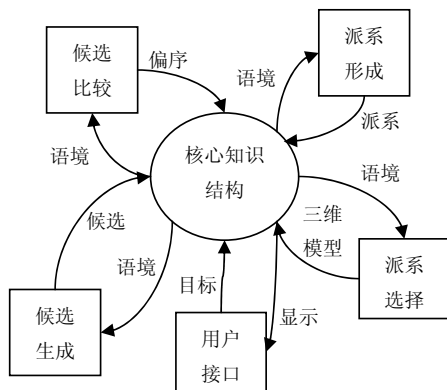 候选
比较
偏序
语境
派系
形成
语境
派系
核心知识
结构
语境
候选
语境
三维
模型
派系
选择
目标
显示
候选
生成
用户
接口